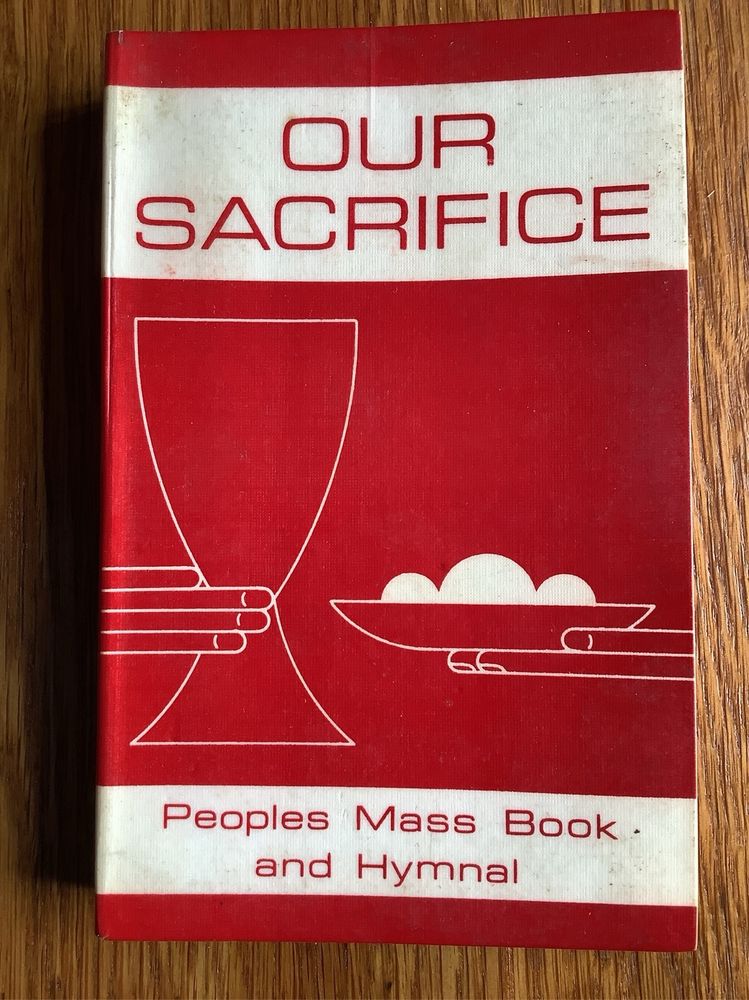 OUR
SACRIFICE
Peoples Mass Book
and Hymnal